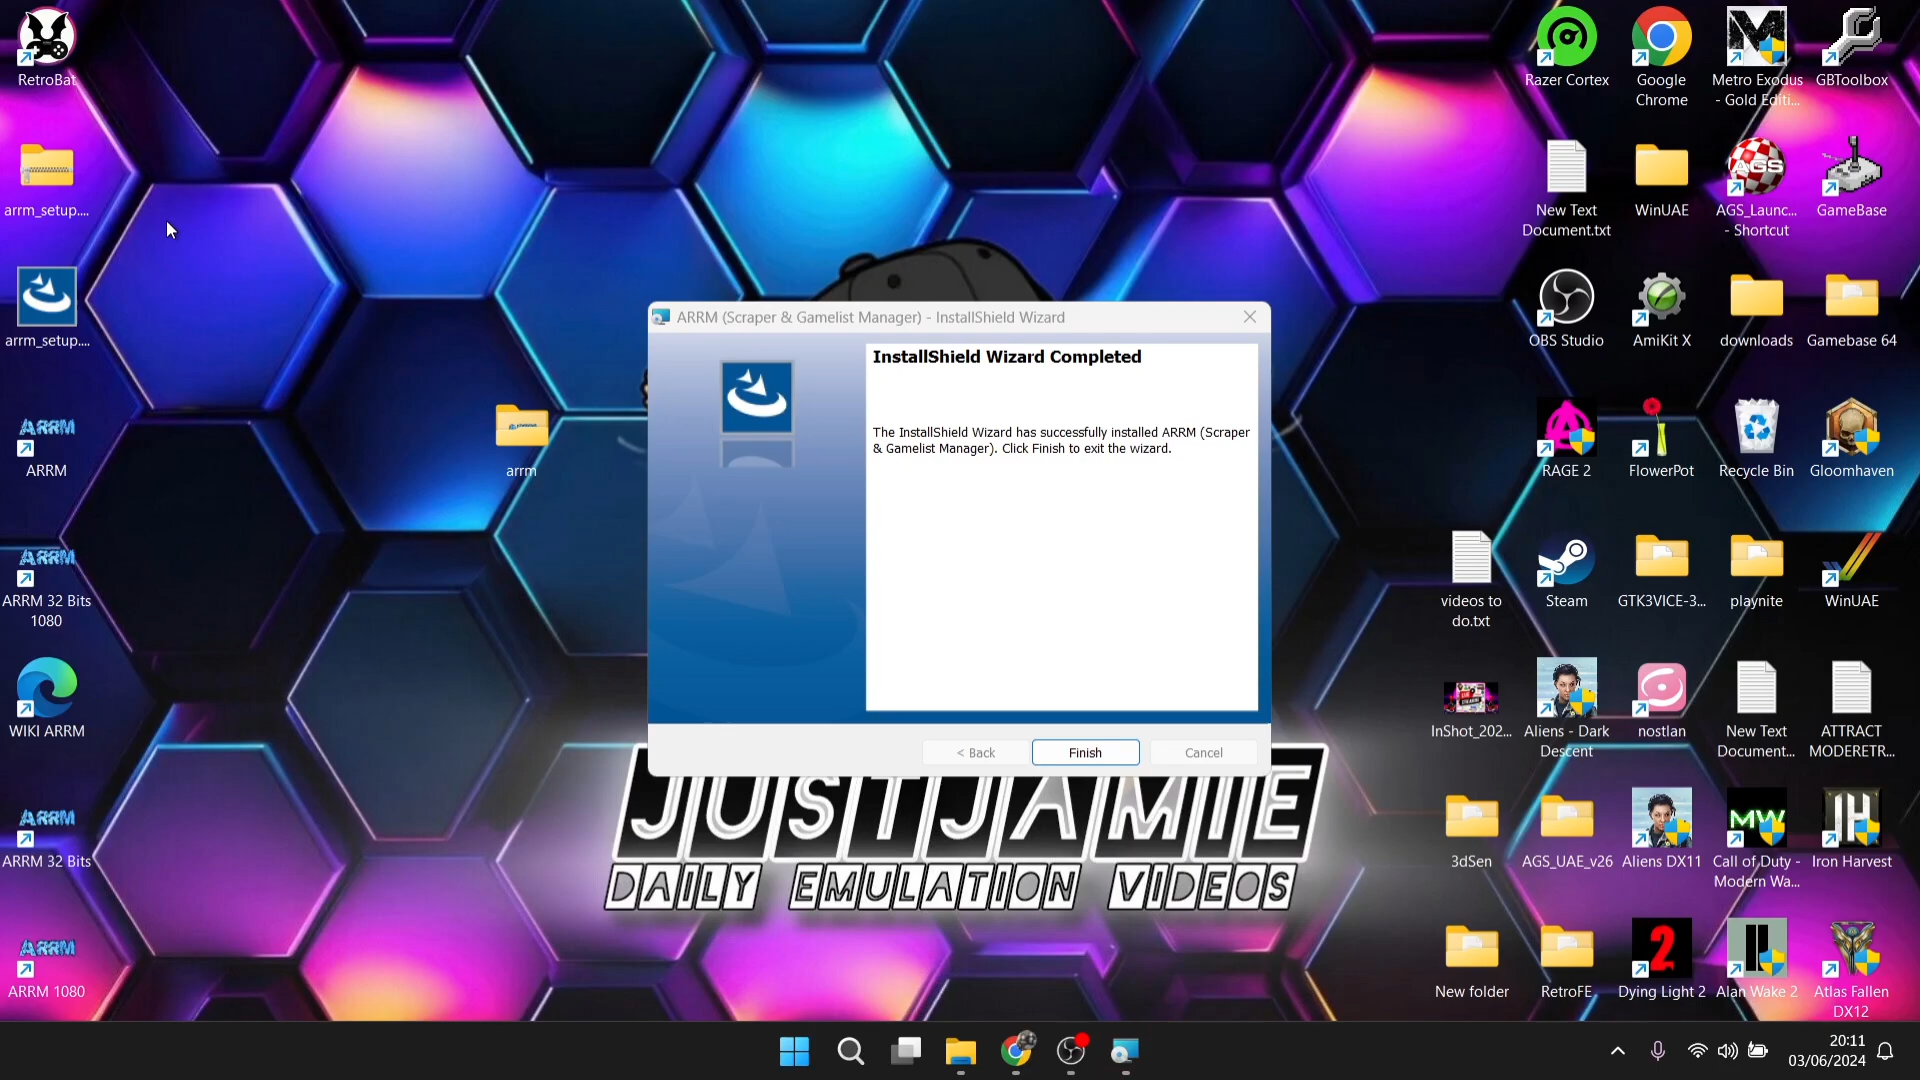 RetroBat
arrm_setup....
arrm_setup....
ARRM
ARRM
ARRM
ARRM 32 Bits
1080
WIKI ARRM
ARRM
ARRM 32 Bits
ARRM
ARRM 1080
arrm
ARRM (Scraper & Gamelist Manager) - InstallShield Wizard
InstallShield Wizard Completed
The InstallShield Wizard has successfully installed ARRM (Scraper
& Gamelist Manager). Click Finish to exit the wizard.
< Back
Finish
Cancel
JUSTJAMIE
DAILY EMULATION VIDEOS
Razer Cortex
Google
Chrome
Metro Exodus
- Gold Editi...
GBToolbox
New Text
Document.txt
WinUAE
AGS
AGS_Launc...
- Shortcut
GameBase
OBS Studio
AmiKit X
downloads
Gamebase 64
RAGE 2
FlowerPot
Recycle Bin
Gloomhaven
videos to
do.txt
Steam
GTK3VICE-3...
playnite
WinUAE
InShot_202...
Aliens - Dark
Descent
nostlan
New Text
Document...
ATTRACT
MODERETR...
3dSen
AGS_UAE_v26
Aliens DX11
MW
Call of Duty -
Modern Wa...
IH
Iron Harvest
New folder
RetroFE
2
Dying Light 2
Alan Wake 2
Atlas Fallen
DX12
20:11
03/06/2024